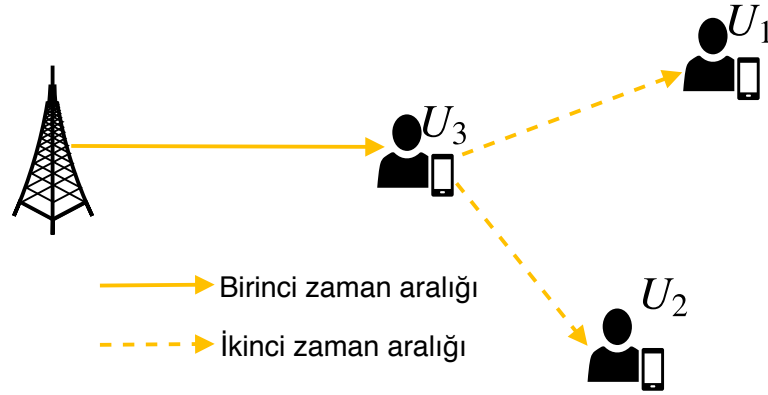 U1
U3
U2
Birinci zaman aralığı
İkinci zaman aralığı